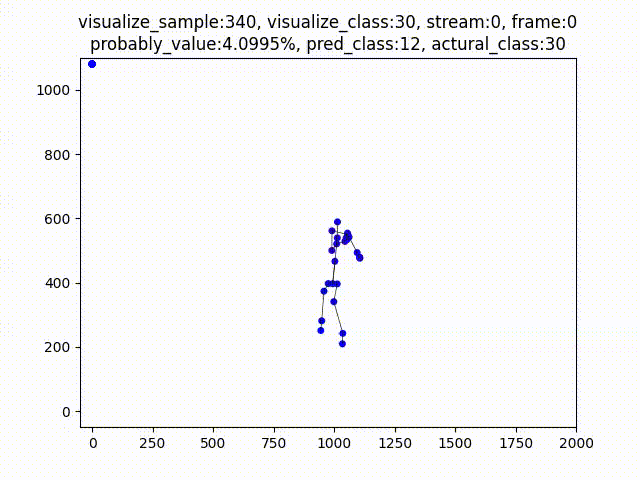 visualize_sample:340, visualize_class:30, stream:0, frame:0
probably_value:4.0995%, pred_class:12, actural_class:30
1000
800
600
400
200
0
0 250 500 750 1000 1250 1500 1750 2000